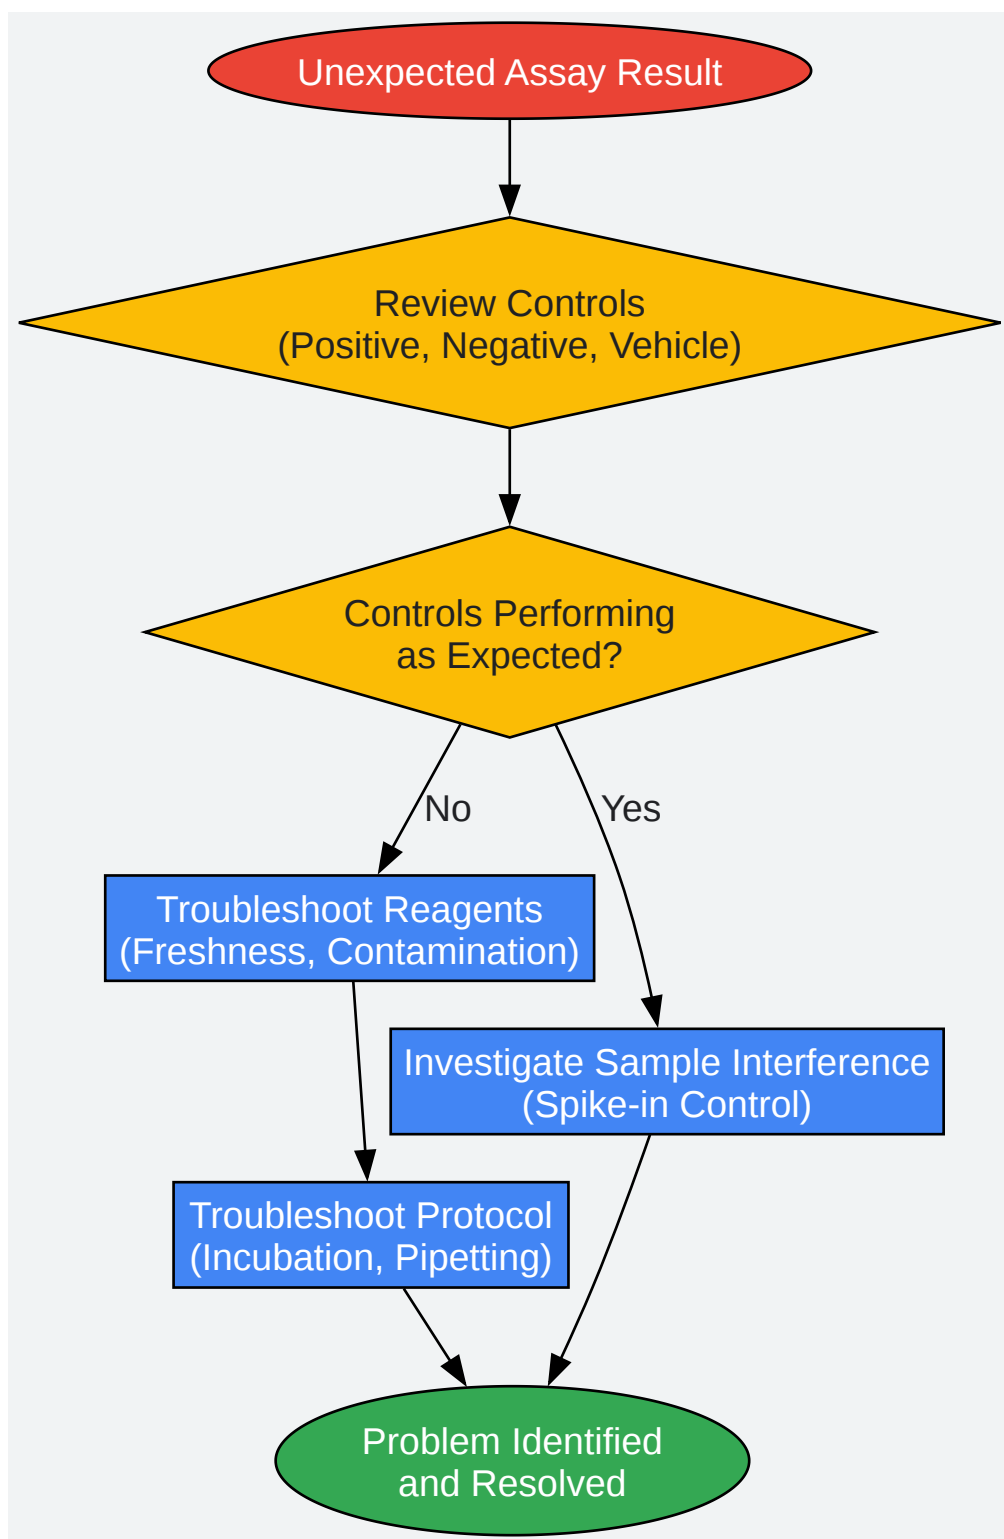 Unexpected Assay Result
Review Controls
(Positive, Negative, Vehicle)
Controls Performing
as Expected?
No
Yes
Troubleshoot Reagents
(Freshness, Contamination)
Investigate Sample Interference
(Spike-in Control)
Troubleshoot Protocol
(Incubation, Pipetting)
Problem Identified
and Resolved